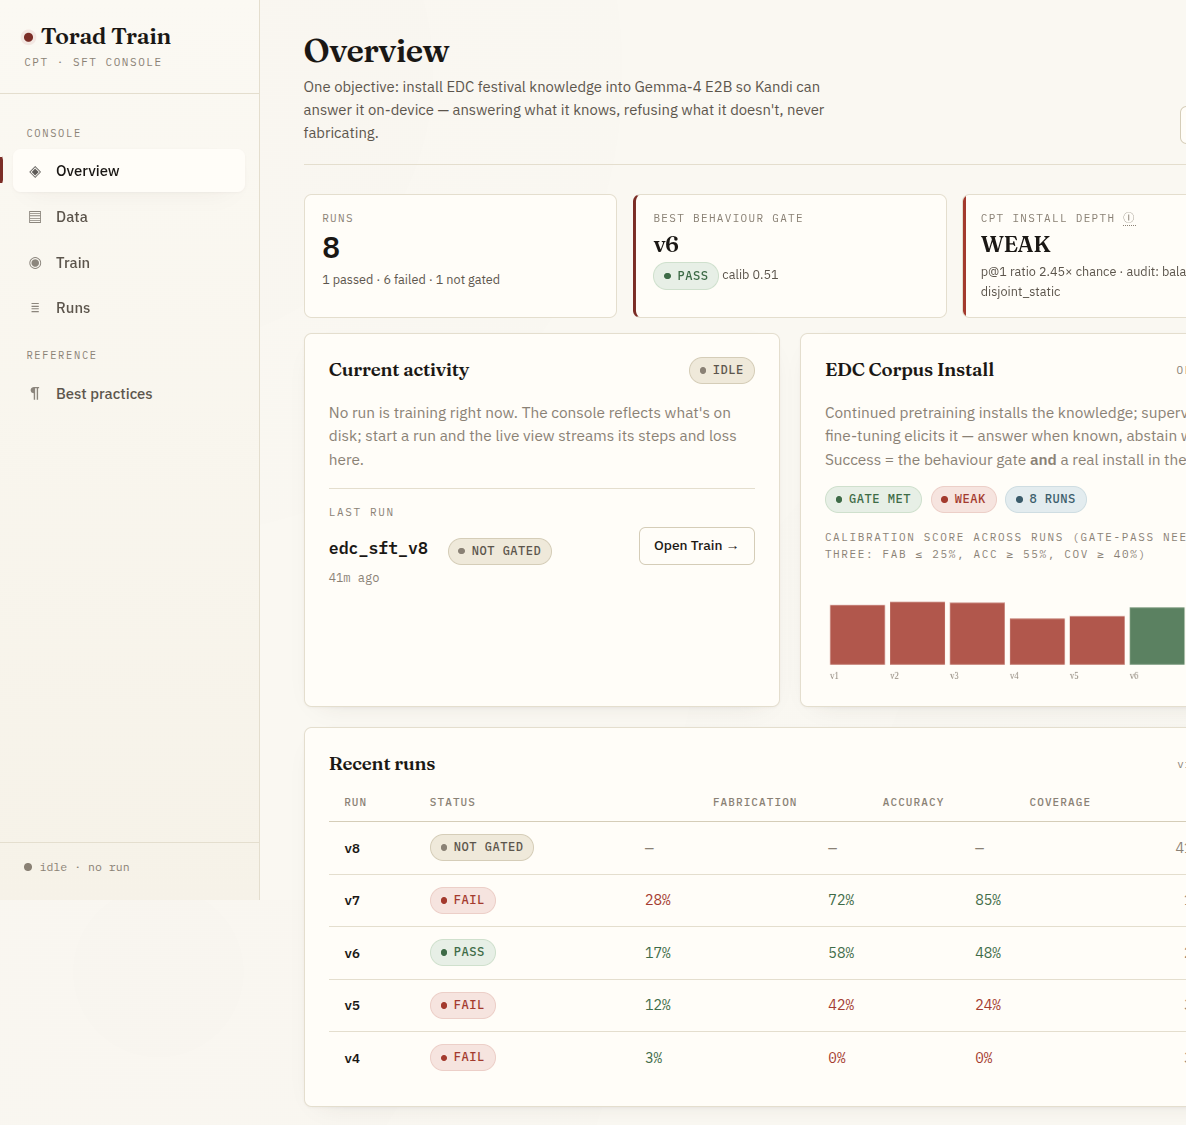 Torad Train
CPT · SFT CONSOLE
CONSOLE
Overview
Data
Train
Runs
REFERENCE
¶ Best practices
idle · no run
Overview
One objective: install EDC festival knowledge into Gemma-4 E2B so Kandi can
answer it on-device — answering what it knows, refusing what it doesn't, never
fabricating.
RUNS
8
1 passed · 6 failed · 1 not gated
BEST BEHAVIOUR GATE
v6
PASS calib 0.51
CPT INSTALL DEPTH ⓘ
WEAK
p@1 ratio 2.45× chance · audit: bala
disjoint_static
Current activity
IDLE
No run is training right now. The console reflects what's on
disk; start a run and the live view streams its steps and loss
here.
LAST RUN
edc_sft_v8 NOT GATED
Open Train →
41m ago
EDC Corpus Install
Continued pretraining installs the knowledge; superv
fine-tuning elicits it — answer when known, abstain w
Success = the behaviour gate and a real install in the
GATE MET WEAK 8 RUNS
CALIBRATION SCORE ACROSS RUNS (GATE-PASS NEE
THREE: FAB ≤ 25%, ACC ≥ 55%, COV ≥ 40%)
v1 v2 v3 v4 v5 v6
Recent runs
RUN STATUS FABRICATION ACCURACY COVERAGE
v8 NOT GATED — — —
v7 FAIL 28% 72% 85%
v6 PASS 17% 58% 48%
v5 FAIL 12% 42% 24%
v4 FAIL 3% 0% 0%